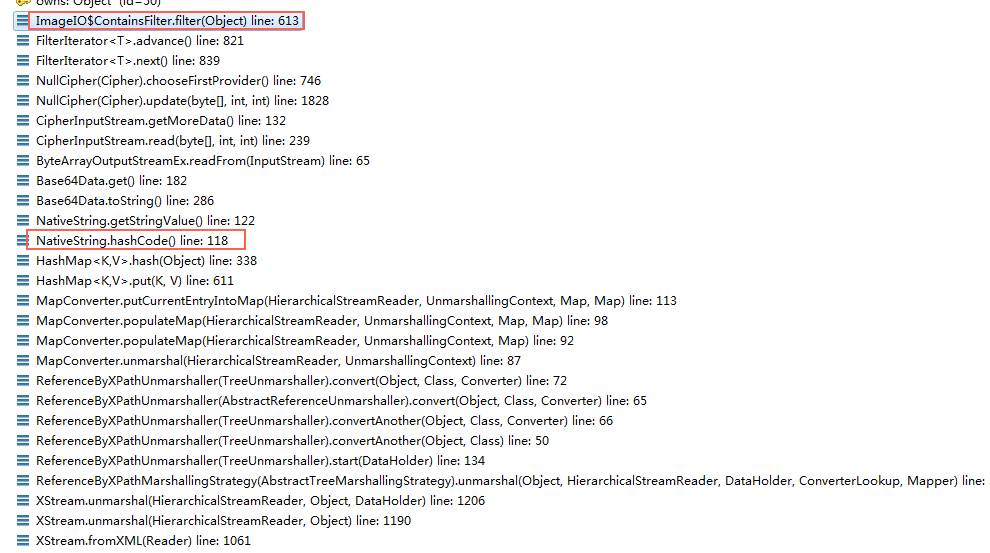 owns: Object (id=50)
ImageIO$ContainsFilter.filter(Object) line: 613
FilterIterator<T>.advance() line: 821
FilterIterator<T>.next() line: 839
NullCipher(Cipher).chooseFirstProvider() line: 746
NullCipher(Cipher).update(byte[], int, int) line: 1828
CipherInputStream.getMoreData() line: 132
CipherInputStream.read(byte[], int, int) line: 239
ByteArrayOutputStreamEx.readFrom(InputStream) line: 65
Base64Data.get() line: 182
Base64Data.toString() line: 286
NativeString.getStringValue() line: 122
NativeString.hashCode() line: 118
HashMap<K,V>.hash(Object) line: 338
HashMap<K,V>.put(K, V) line: 611
MapConverter.putCurrentEntryIntoMap(HierarchicalStreamReader, UnmarshallingContext, Map, Map) line: 113
MapConverter.populateMap(HierarchicalStreamReader, UnmarshallingContext, Map, Map) line: 98
MapConverter.populateMap(HierarchicalStreamReader, UnmarshallingContext, Map) line: 92
MapConverter.unmarshal(HierarchicalStreamReader, UnmarshallingContext) line: 87
ReferenceByXPathUnmarshaller(TreeUnmarshaller).convert(Object, Class, Converter) line: 72
ReferenceByXPathUnmarshaller(AbstractReferenceUnmarshaller).convert(Object, Class, Converter) line: 65
ReferenceByXPathUnmarshaller(TreeUnmarshaller).convertAnother(Object, Class, Converter) line: 66
ReferenceByXPathUnmarshaller(TreeUnmarshaller).convertAnother(Object, Class) line: 50
ReferenceByXPathUnmarshaller(TreeUnmarshaller).start(DataHolder) line: 134
ReferenceByXPathMarshallingStrategy(AbstractTreeMarshallingStrategy).unmarshal(Object, HierarchicalStreamReader, DataHolder, ConverterLookup, Mapper) line:
XStream.unmarshal(HierarchicalStreamReader, Object, DataHolder) line: 1206
XStream.unmarshal(HierarchicalStreamReader, Object) line: 1190
XStream.fromXML(Reader) line: 1061